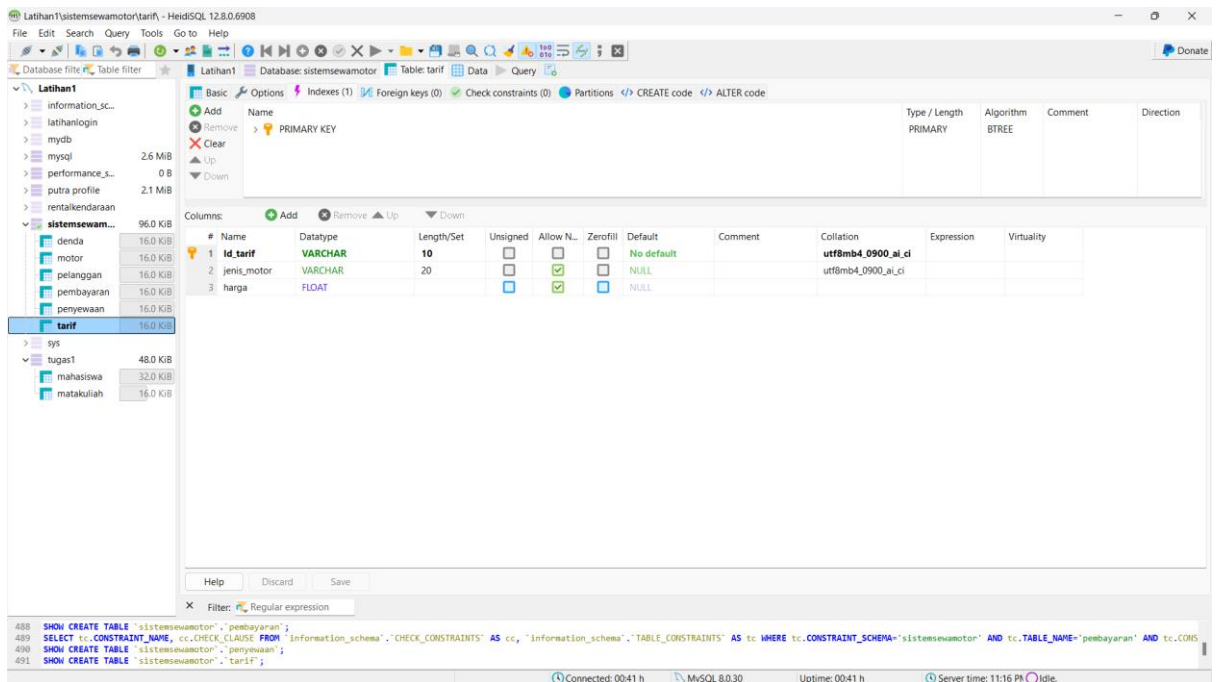 Latihan1\sistemsewamotor\tarif\ - HeidiSQL 12.8.0.6908
File Edit Search Query Tools Go to Help
Donate
Database filte Table filter Latihan1 Database: sistemsewamotor Table: tarif Data Query
Latihan1
information_sc...
latihanlogin
mydb
mysql 2.6 MiB
performance_s... 0 B
putra profile 2.1 MiB
rentalkendaraan
sistemsewam... 96.0 KiB
denda 16.0 KiB
motor 16.0 KiB
pelanggan 16.0 KiB
pembayaran 16.0 KiB
penyewaan 16.0 KiB
tarif 16.0 KiB
sys
tugas1 48.0 KiB
mahasiswa 32.0 KiB
matakuliah 16.0 KiB
Basic Options Indexes (1) Foreign keys (0) Check constraints (0) Partitions </> CREATE code </> ALTER code
Add
Remove
Clear
Up
Down
Name Type / Length Algorithm Comment Direction
PRIMARY KEY PRIMARY BTREE
Columns: Add Remove Up Down
# Name Datatype Length/Set Unsigned Allow N... Zerofill Default Comment Collation Expression Virtuality
1 Id_tarif VARCHAR 10 No default utf8mb4_0900_ai_ci
2 jenis_motor VARCHAR 20 NULL utf8mb4_0900_ai_ci
3 harga FLOAT NULL
Help Discard Save
Filter: Regular expression
488 SHOW CREATE TABLE `sistemsewamotor`.`pembayaran`;
489 SELECT tc.CONSTRAINT_NAME, cc.CHECK_CLAUSE FROM `information_schema`.`CHECK_CONSTRAINTS` AS cc, `information_schema`.`TABLE_CONSTRAINTS` AS tc WHERE tc.CONSTRAINT_SCHEMA='sistemsewamotor' AND tc.TABLE_NAME='pembayaran' AND tc.CONS
490 SHOW CREATE TABLE `sistemsewamotor`.`penyewaan`;
491 SHOW CREATE TABLE `sistemsewamotor`.`tarif`;
Connected: 00:41 h MySQL 8.0.30 Uptime: 00:41 h Server time: 11:16 PM Idle.